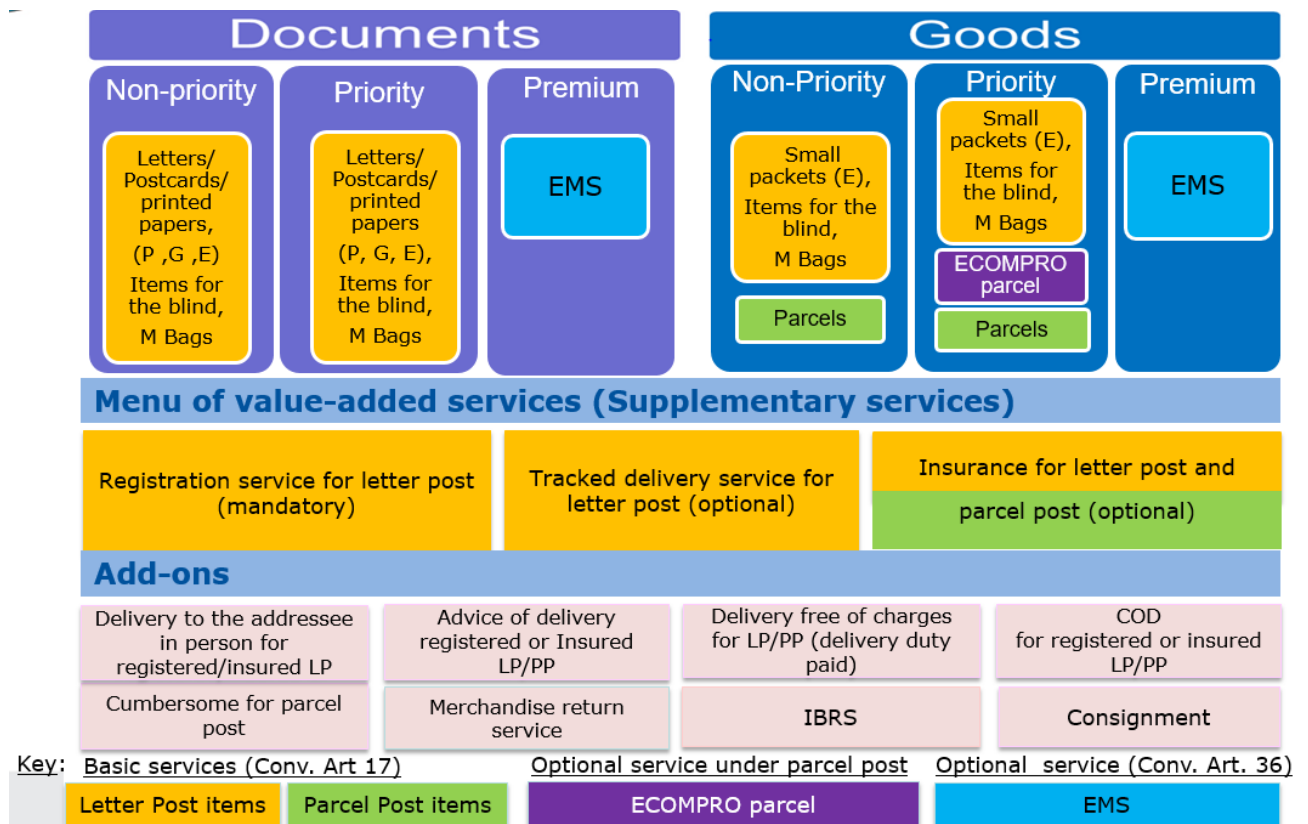 Documents
Goods
Non-priority
Letters/
Postcards/
printed
papers,
(P ,G ,E)
Items for
the blind,
M Bags
Priority
Letters/
Postcards/
printed
papers
(P, G, E),
Items for
the blind,
M Bags
Premium
EMS
Non-Priority
Small
packets (E),
Items for the
blind,
M Bags
Parcels
Priority
Small
packets (E),
Items for
the blind,
M Bags
ECOMPRO
parcel
Parcels
Premium
EMS
Menu of value-added services (Supplementary services)
Registration service for letter post
(mandatory)
Tracked delivery service for
letter post (optional)
Insurance for letter post and
parcel post (optional)
Add-ons
Delivery to the addressee
in person for
registered/insured LP
Advice of delivery
registered or Insured
LP/PP
Delivery free of charges
for LP/PP (delivery duty
paid)
COD
for registered or insured
LP/PP
Cumbersome for parcel
post
Merchandise return
service
IBRS
Consignment
Key: Basic services (Conv. Art 17)
Optional service under parcel post
Optional service (Conv. Art. 36)
Letter Post items
Parcel Post items
ECOMPRO parcel
EMS